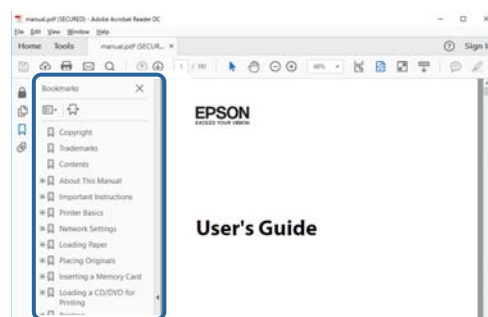 manual.pdf (SECURED) - Adobe Acrobat Reader DC
File Edit View Window Help
Home Tools manual.pdf (SECUR... × Sign I
Bookmarks ×
EPSON
EXCEED YOUR VISION
Copyright
Trademarks
Contents
About This Manual
Important Instructions
Printer Basics
Network Settings
User's Guide
Loading Paper
Placing Originals
Inserting a Memory Card
Loading a CD/DVD for
Printing
Printing